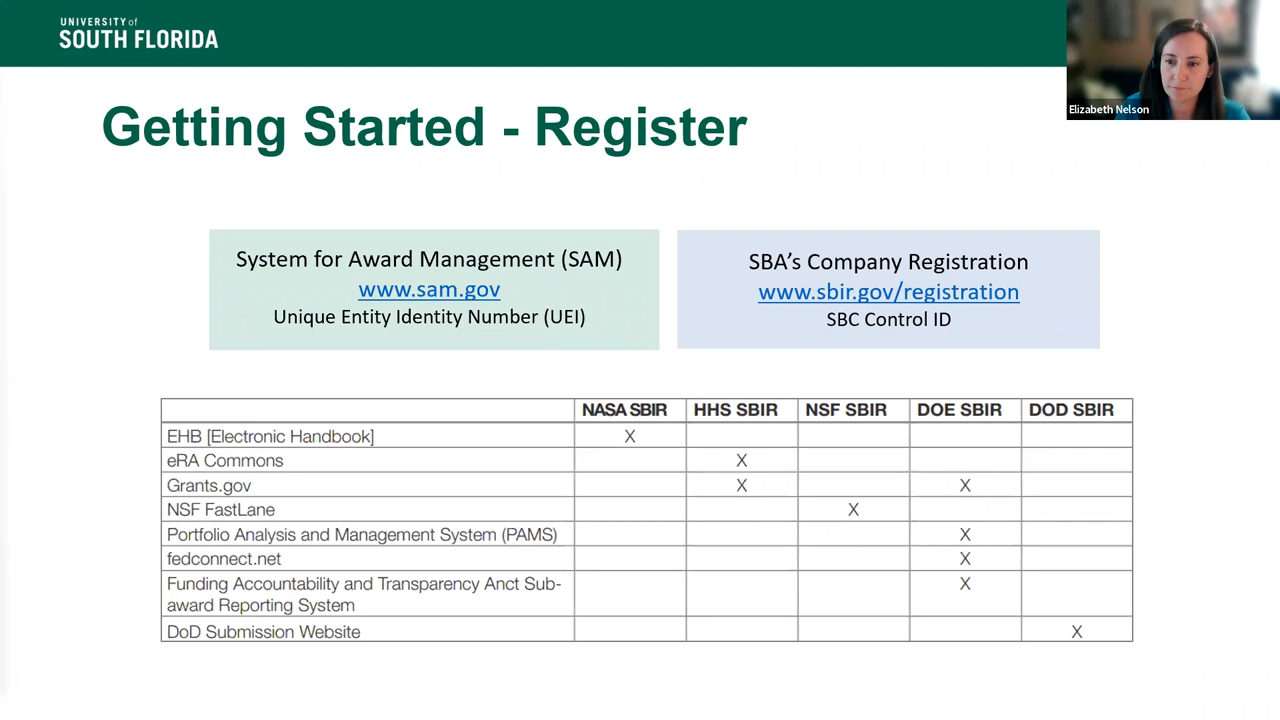 UNIVERSITY of
SOUTH FLORIDA
Elizabeth Nelson
Getting Started - Register
System for Award Management (SAM)
www.sam.gov
Unique Entity Identity Number (UEI)
SBA's Company Registration
www.sbir.gov/registration
SBC Control ID
NASA SBIR HHS SBIR NSF SBIR DOE SBIR DOD SBIR
EHB [Electronic Handbook] X
eRA Commons X
Grants.gov X X
NSF FastLane X
Portfolio Analysis and Management System (PAMS) X
fedconnect.net X
Funding Accountability and Transparency Anct Sub- X
award Reporting System
DoD Submission Website X